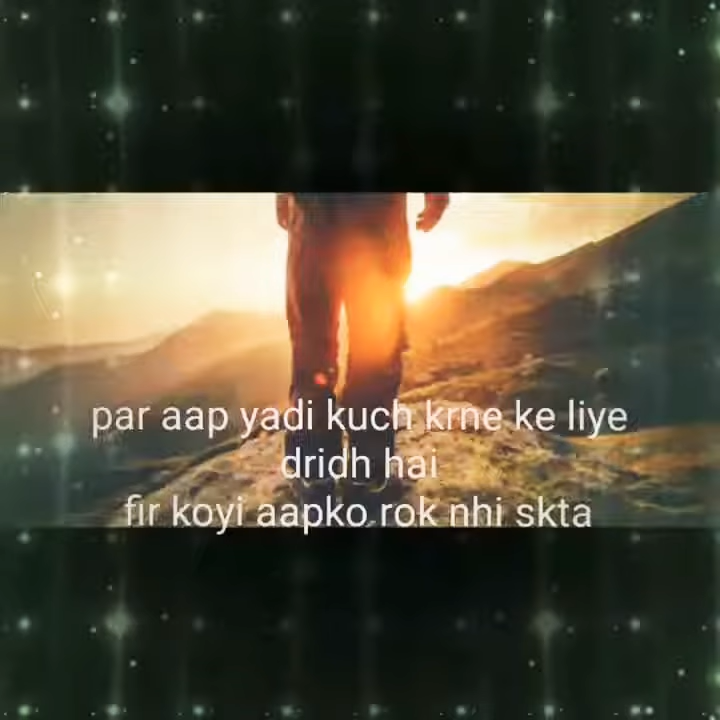 par aap yadi kuch krne ke liye
dridh hai
fir koyi aapko rok nhi skta